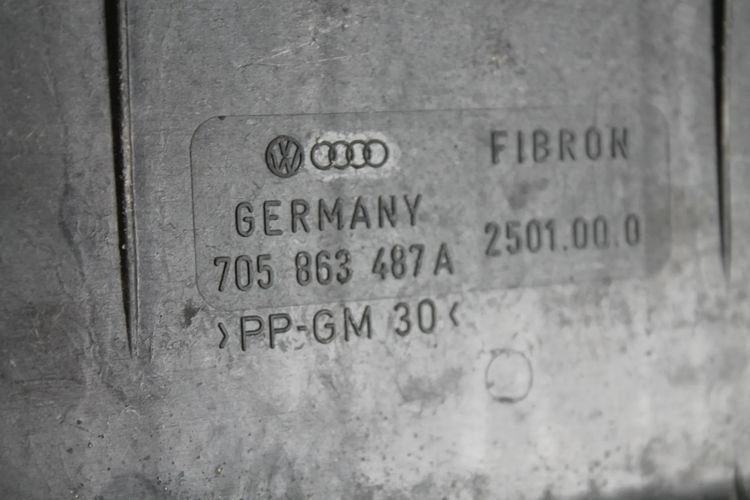 FIBRON
GERMANY
2501.00.0
705 863 487 A
>PP-GM 30<